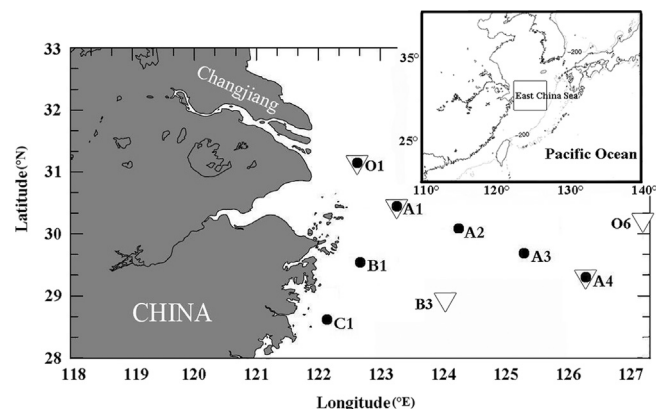 33
32
31
30
29
28
Latitude(°N)
Changjiang
CHINA
O1
A1
A2
A3
A4
B1
B3
C1
O6
118
119
120
121
122
123
124
125
126
127
Longitude(°E)
40°
25°
-200
-200
East China Sea
Pacific Ocean
110°
120°
130°
140°